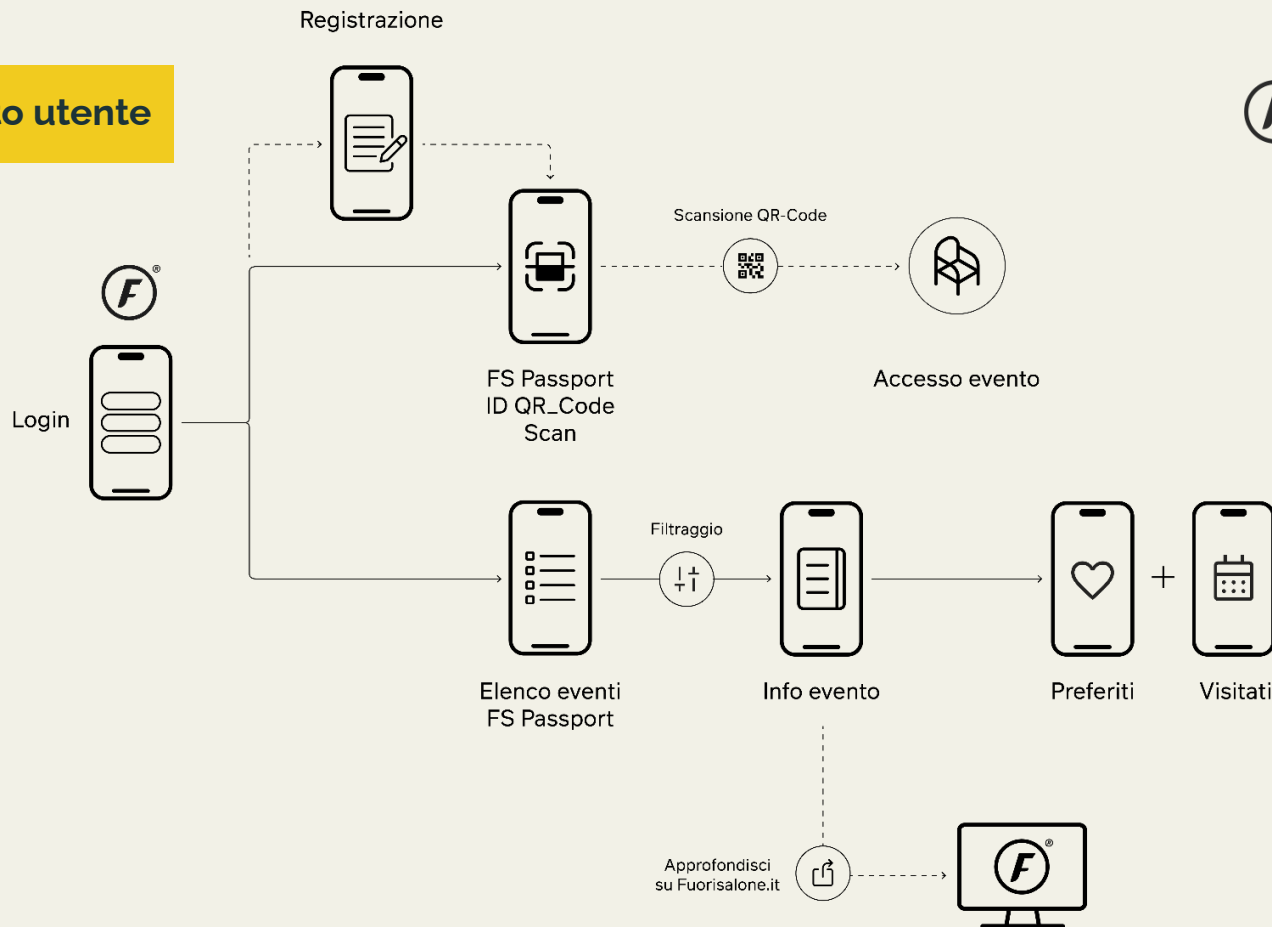 Registrazione
o utente
Scansione QR-Code
F®
Login
FS Passport
ID QR_Code
Scan
Accesso evento
Filtraggio
Elenco eventi
FS Passport
Info evento
Preferiti
+
Visitati
Approfondisci
su Fuorisalone.it
F®